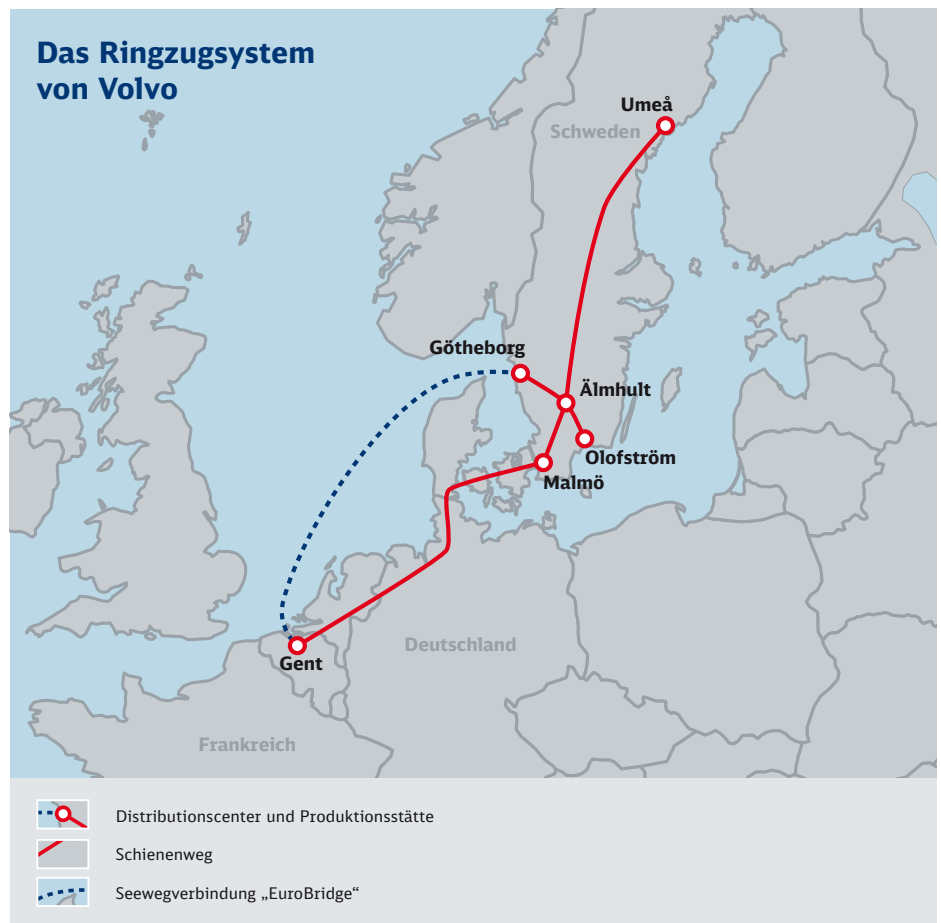 Das Ringzugsystem
von Volvo
Umeå
Schweden
Götheborg
Älmhult
Olofström
Malmö
Deutschland
Gent
Frankreich
Distributionscenter und Produktionsstätte
Schienenweg
Seewegverbindung „EuroBridge“